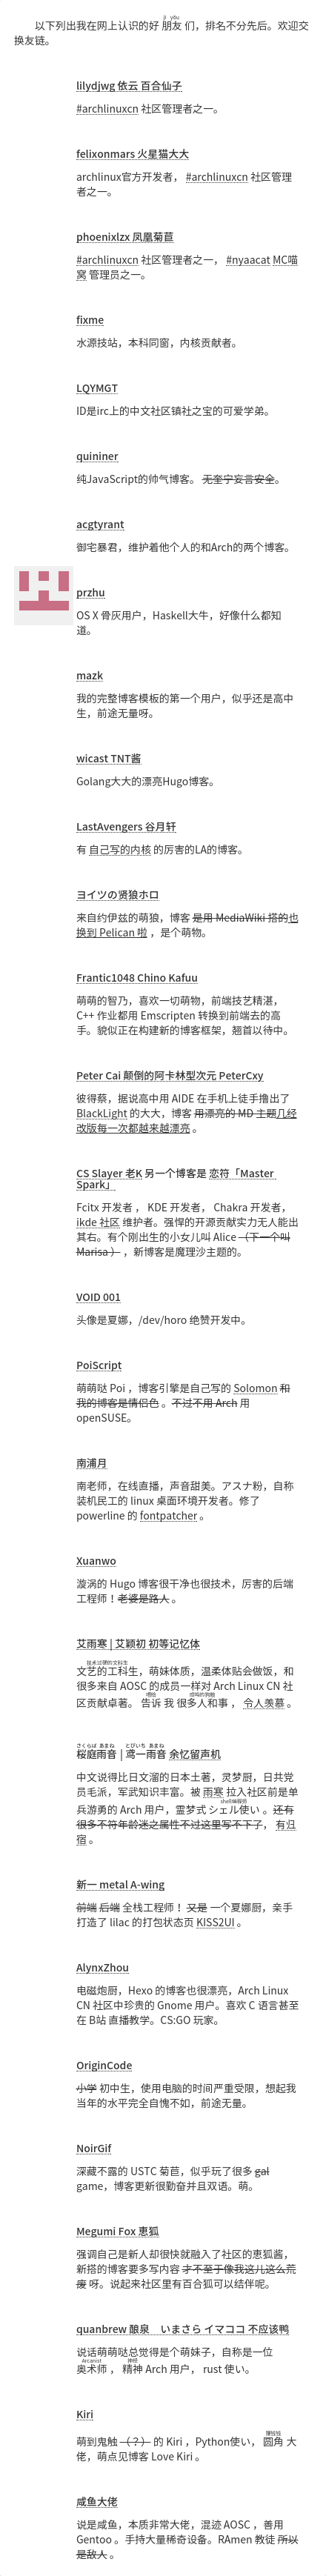 jī yǒu
以下列出我在网上认识的好 朋友 们，排名不分先后。欢迎交
换友链。
lilydjwg 依云 百合仙子
#archlinuxcn 社区管理者之一。
felixonmars 火星猫大大
archlinux官方开发者， #archlinuxcn 社区管理
者之一。
phoenixlzx 凤凰菊苣
#archlinuxcn 社区管理者之一， #nyaacat MC喵
窝 管理员之一。
fixme
水源技站，本科同窗，内核贡献者。
LQYMGT
ID是irc上的中文社区镇社之宝的可爱学弟。
quininer
纯JavaScript的帅气博客。 无奎宁妄言安全。
acgtyrant
御宅暴君，维护着他个人的和Arch的两个博客。
przhu
OS X 骨灰用户，Haskell大牛，好像什么都知
道。
mazk
我的完整博客模板的第一个用户，似乎还是高中
生，前途无量呀。
wicast TNT酱
Golang大大的漂亮Hugo博客。
LastAvengers 谷月轩
有 自己写的内核 的厉害的LA的博客。
ヨイツの贤狼ホロ
来自约伊兹的萌狼，博客 是用 MediaWiki 搭的也
换到 Pelican 啦 ，是个萌物。
Frantic1048 Chino Kafuu
萌萌的智乃，喜欢一切萌物，前端技艺精湛，
C++ 作业都用 Emscripten 转换到前端去的高
手。貌似正在构建新的博客框架，翘首以待中。
Peter Cai 颠倒的阿卡林型次元 PeterCxy
彼得蔡，据说高中用 AIDE 在手机上徒手撸出了
BlackLight 的大大，博客 用漂亮的 MD 主题几经
改版每一次都越来越漂亮 。
CS Slayer 老K 另一个博客是 恋符「Master
Spark」
Fcitx 开发者 ， KDE 开发者， Chakra 开发者，
ikde 社区 维护者。强悍的开源贡献实力无人能出
其右。有个刚出生的小女儿叫 Alice （下一个叫
Marisa ） ，新博客是魔理沙主题的。
VOID 001
头像是夏娜，/dev/horo 绝赞开发中。
PoiScript
萌萌哒 Poi ，博客引擎是自己写的 Solomon 和
我的博客是情侣色 。不过不用 Arch 用
openSUSE。
南浦月
南老师，在线直播，声音甜美。アスナ粉，自称
装机民工的 linux 桌面环境开发者。修了
powerline 的 fontpatcher 。
Xuanwo
漩涡的 Hugo 博客很干净也很技术，厉害的后端
工程师！老婆是路人 。
艾雨寒 | 艾颖初 初等记忆体
文艺的工科生，萌妹体质，温柔体贴会做饭，和
很多来自 AOSC 的成员一样对 Arch Linux CN 社
区贡献卓著。 告诉 我 很多人和事 ， 令人羡慕 。
さくらば あまね とびいち あまね
桜庭雨音 | 鸢一雨音 余忆留声机
中文说得比日文溜的日本土著，灵梦厨，日共党
员毛派，军武知识丰富。被 雨寒 拉入社区前是单
兵游勇的 Arch 用户，霊梦式 シェル使い 。还有
很多不符年龄迷之属性不过这里写不下了， 有归
宿 。
新一 metal A-wing
前端 后端 全栈工程师！ 又是 一个夏娜厨，亲手
打造了 lilac 的打包状态页 KISS2UI 。
AlynxZhou
电磁炮厨，Hexo 的博客也很漂亮，Arch Linux
CN 社区中珍贵的 Gnome 用户。喜欢 C 语言甚至
在 B站 直播教学。CS:GO 玩家。
OriginCode
小学 初中生，使用电脑的时间严重受限，想起我
当年的水平完全自愧不如，前途无量。
NoirGif
深藏不露的 USTC 菊苣，似乎玩了很多 gal
game，博客更新很勤奋并且双语。萌。
Megumi Fox 恵狐
强调自己是新人却很快就融入了社区的恵狐酱，
新搭的博客要多写内容 才不至于像我这儿这么荒
废 呀。说起来社区里有百合狐可以结伴呢。
quanbrew 酿泉 いまさら イマココ 不应该鸭
说话萌萌哒总觉得是个萌妹子，自称是一位
Arcanist
奥术师 ， 精神 Arch 用户， rust 使い。
Kiri
萌到鬼触 （？） 的 Kiri ，Python使い， 圆角 大
佬，萌点见博客 Love Kiri 。
咸鱼大佬
说是咸鱼，本质非常大佬，混迹 AOSC ，善用
Gentoo 。手持大量稀奇设备。RAmen 教徒 所以
是敌人 。